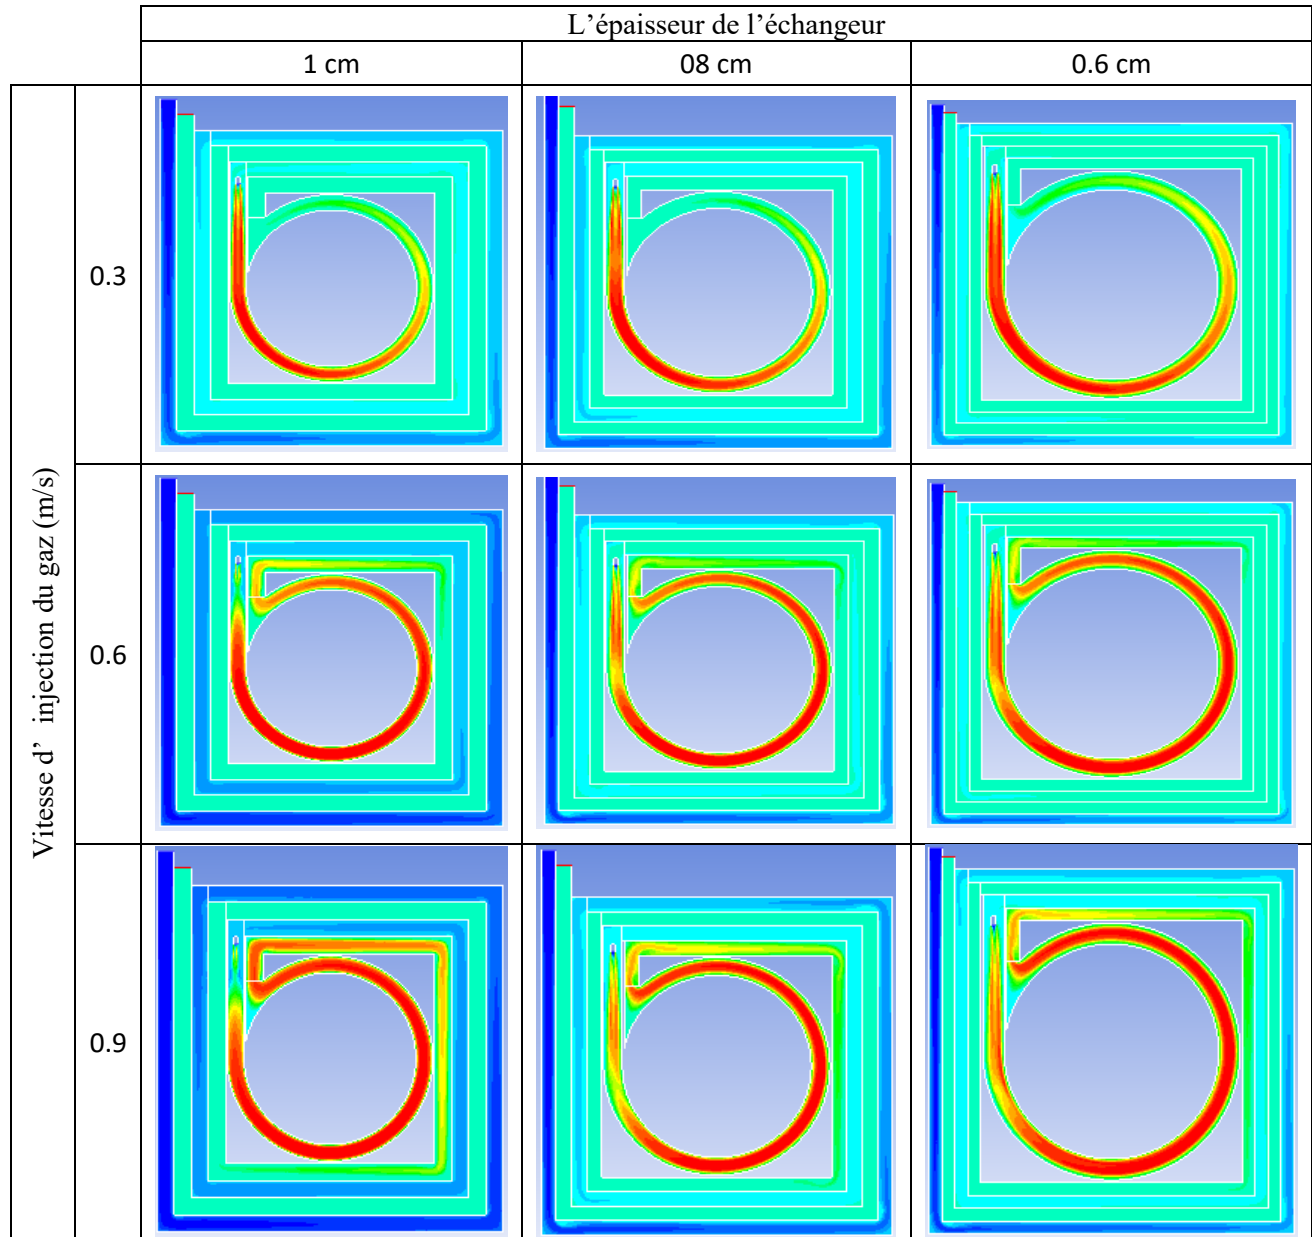 L’épaisseur de l’échangeur
1 cm
08 cm
0.6 cm
Vitesse d’ injection du gaz (m/s)
0.3
0.6
0.9